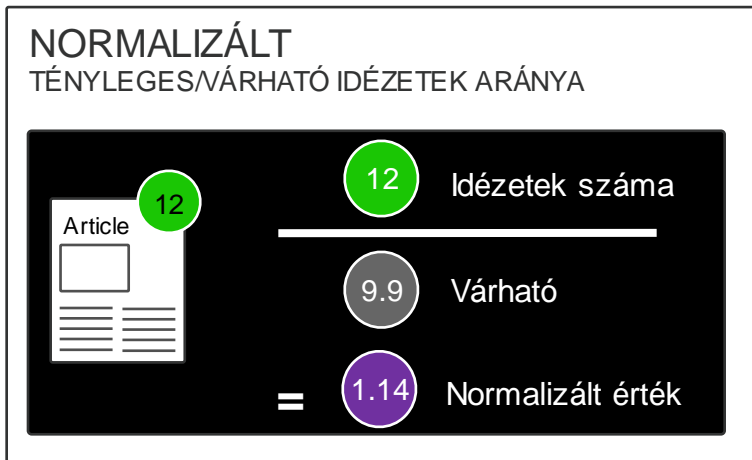 NORMALIZÁLT
TÉNYLEGES/VÁRHATÓ IDÉZETEK ARÁNYA
12
Article
12 Idézetek száma
9.9 Várható
= 1.14 Normalizált érték